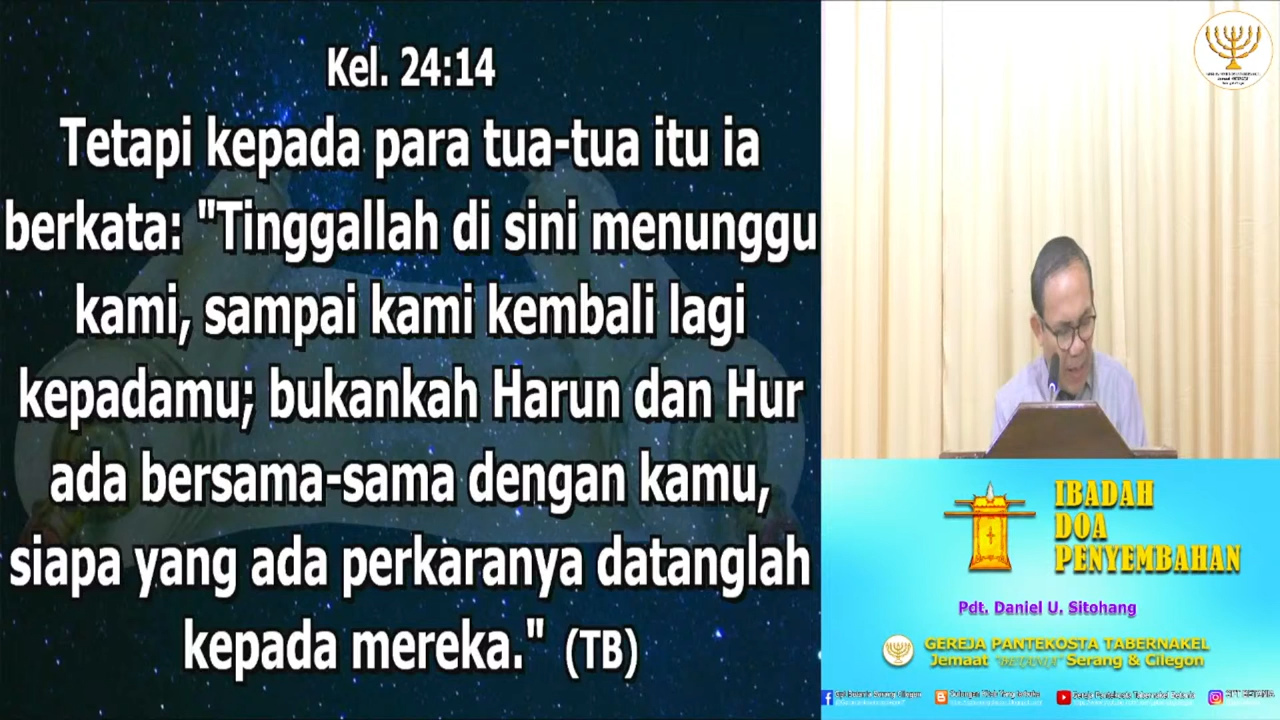 Kel. 24:14
Tetapi kepada para tua-tua itu ia
berkata: "Tinggallah di sini menunggu
kami, sampai kami kembali lagi
kepadamu; bukankah Harun dan Hur
ada bersama-sama dengan kamu,
siapa yang ada perkaranya datanglah
kepada mereka." (TB)
IBADAH
DOA
PENYEMBAHAN
Pdt. Daniel U. Sitohang
GEREJA PANTEKOSTA TABERNAKEL
Jemaat "BETANIA" Serang & Cilegon